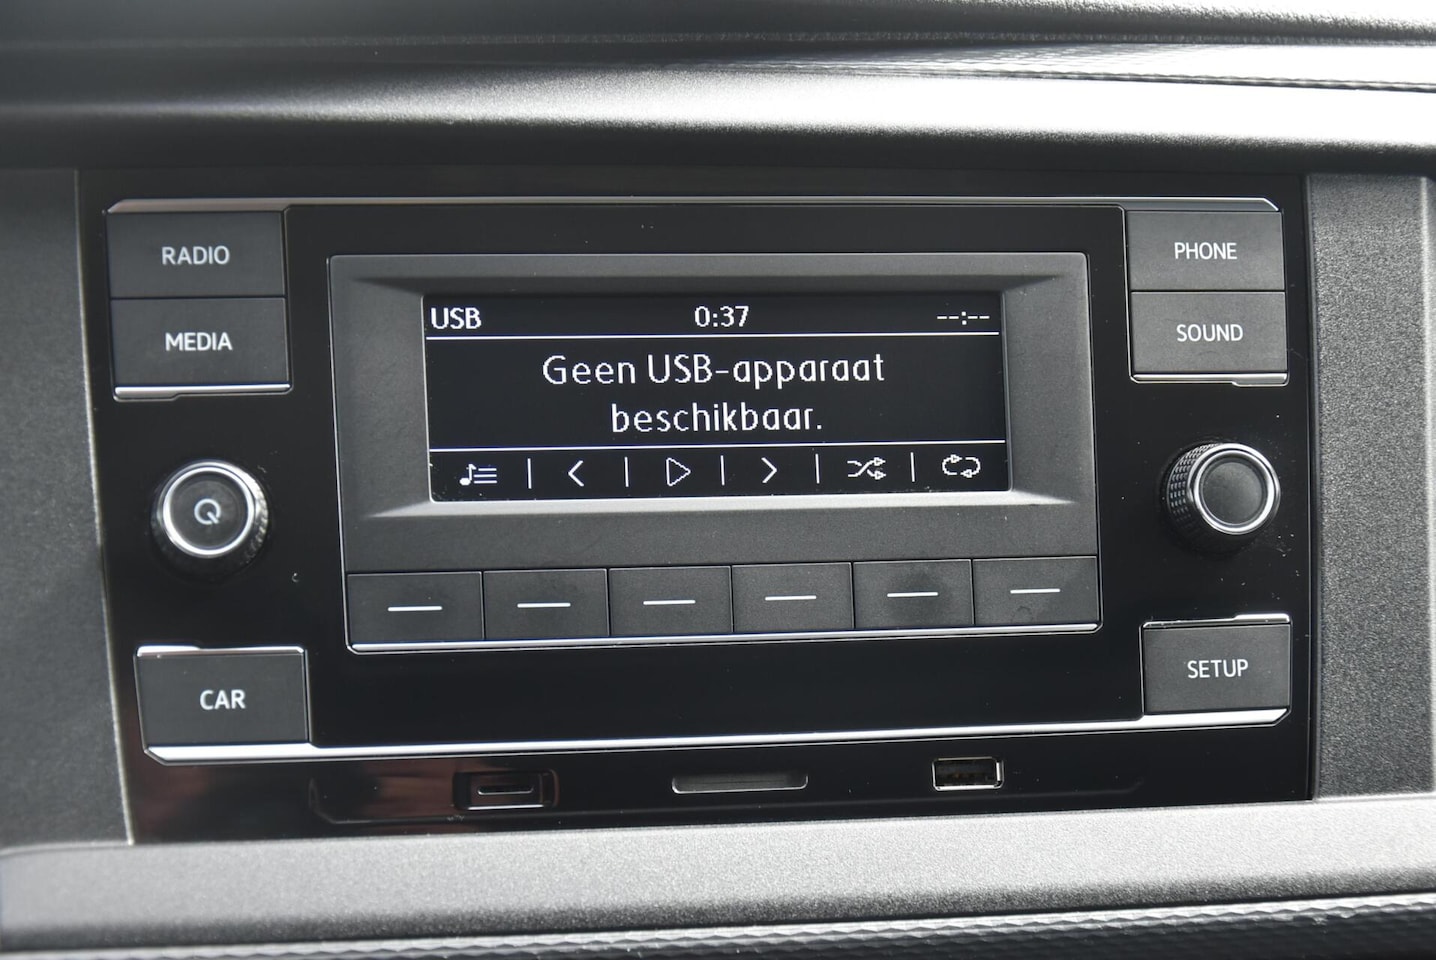 RADIO
MEDIA
PHONE
SOUND
USB 0:37 --:--
Geen USB-apparaat
beschikbaar.
CAR
SETUP